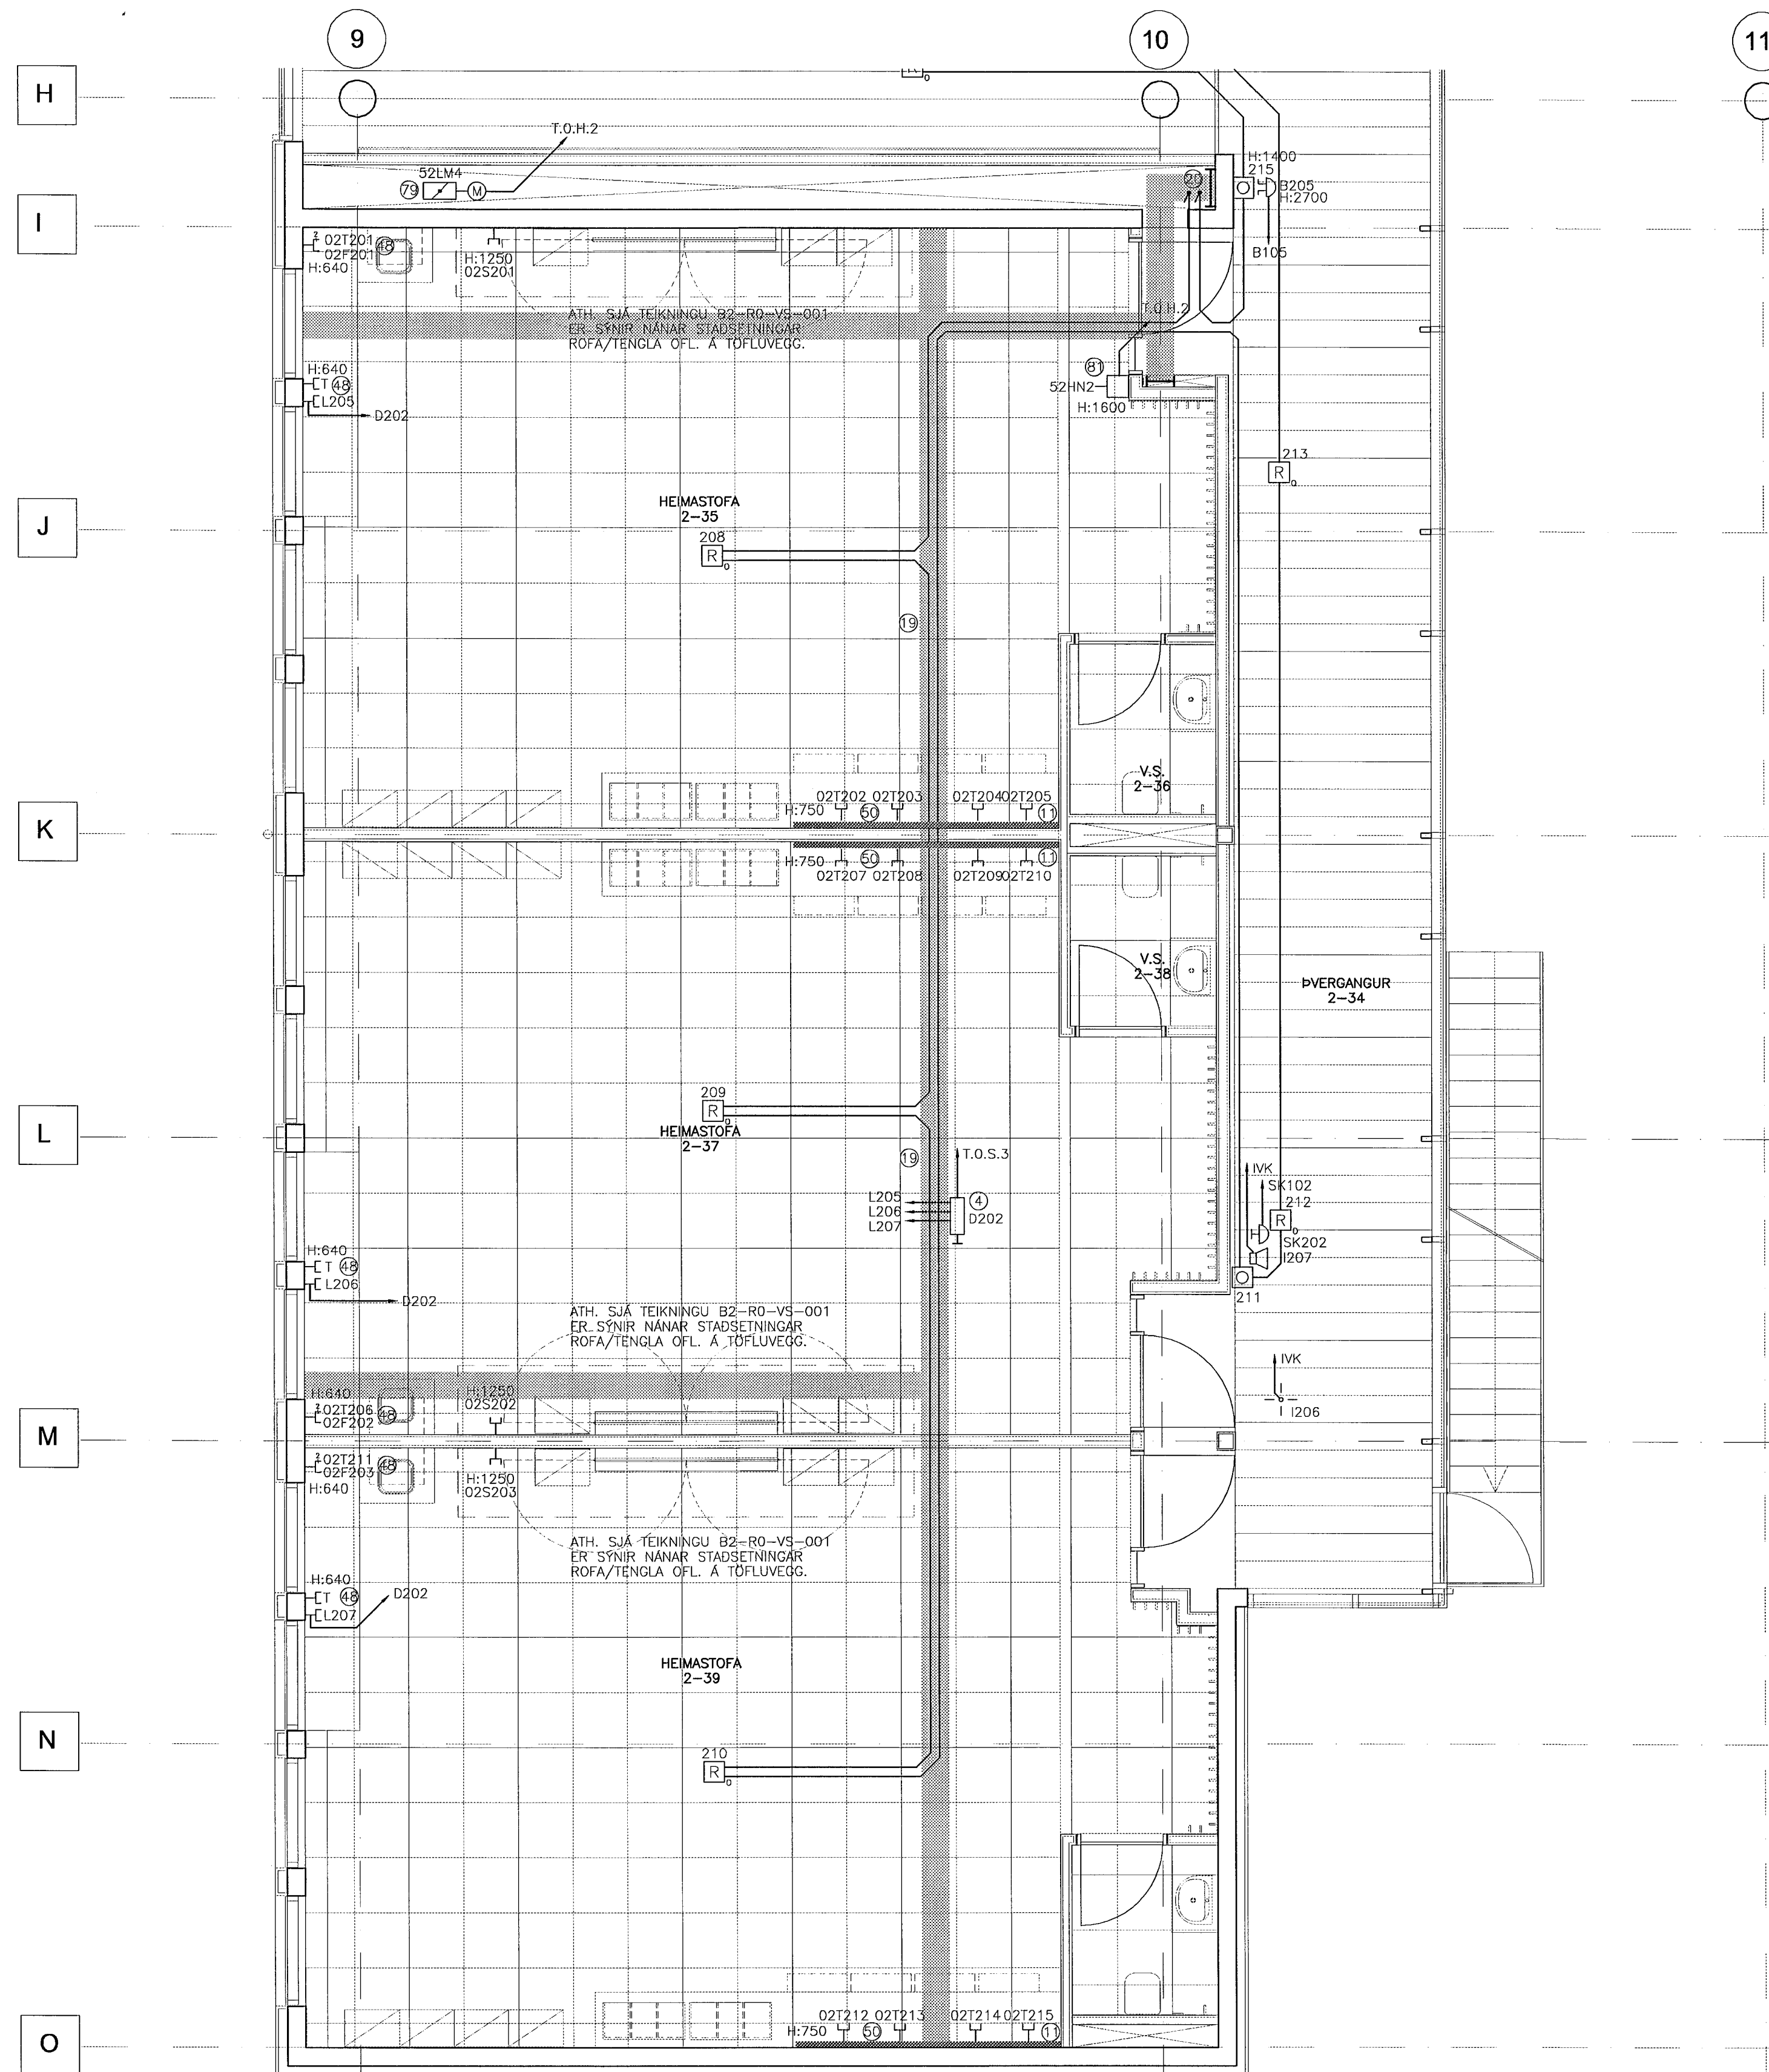 9
10
11
H
T.O.H.2
H:1400
215
52LM4
79
M
20
B205
H:2700
I
2
02T201
48
02F201
H:640
H:1250
02S201
B105
ATH. SJÁ TEIKNINGU B2-R0-VS-001
ER SÝNIR NÁNAR STAÐSETNINGAR
ROFA/TENGLA OFL. Á TÖFLUVEGG.
T.O.H.2
H:640
T 48
L205
D202
81
52HN2
H:1600
213
R
O
HEIMASTOFA
2-35
J
208
R
O
19
V.S.
2-36
02T202 02T203 02T204 02T205
H:750 50 11
K
H:750 50 11
02T207 02T208 02T209 02T210
V.S.
2-38
ÞVERGANGUR
2-34
209
R
O
L
HEIMASTOFA
2-37
19
T.O.S.3
IVK
SK102
L205
L206
L207
4
D202
212
R
O
SK202
I207
H:640
T 48
L206
D202
211
ATH. SJÁ TEIKNINGU B2-R0-VS-001
ER SÝNIR NÁNAR STAÐSETNINGAR
ROFA/TENGLA OFL. Á TÖFLUVEGG.
IVK
I206
H:640
2
02T206
48
02F202
H:1250
02S202
M
2
02T211
48
02F203
H:640
H:1250
02S203
ATH. SJÁ TEIKNINGU B2-R0-VS-001
ER SÝNIR NÁNAR STAÐSETNINGAR
ROFA/TENGLA OFL. Á TÖFLUVEGG.
H:640
T 48
L207
D202
HEIMASTOFA
2-39
N
210
R
O
02T212 02T213 02T214 02T215
H:750 50 11
O